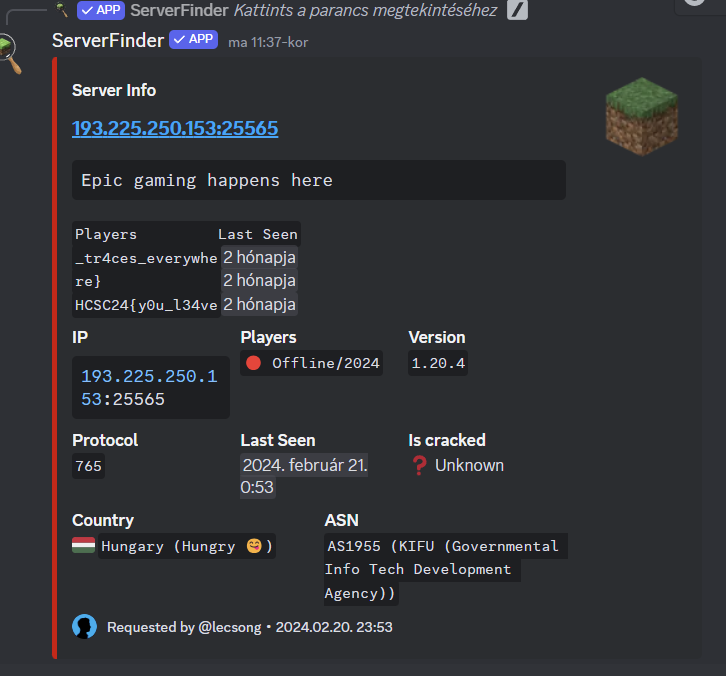 ✓ APP ServerFinder Kattints a parancs megtekintéséhez
ServerFinder ✓ APP ma 11:37-kor
Server Info
193.225.250.153:25565
Epic gaming happens here
Players Last Seen
_tr4ces_everywhe 2 hónapja
re} 2 hónapja
HCSC24{y0u_l34ve 2 hónapja
IP Players Version
193.225.250.1 Offline/2024 1.20.4
53:25565
Protocol Last Seen Is cracked
765 2024. február 21. ❓ Unknown
0:53
Country ASN
Hungary (Hungry 😋) AS1955 (KIFU (Governmental
Info Tech Development
Agency))
Requested by @lecsong • 2024.02.20. 23:53